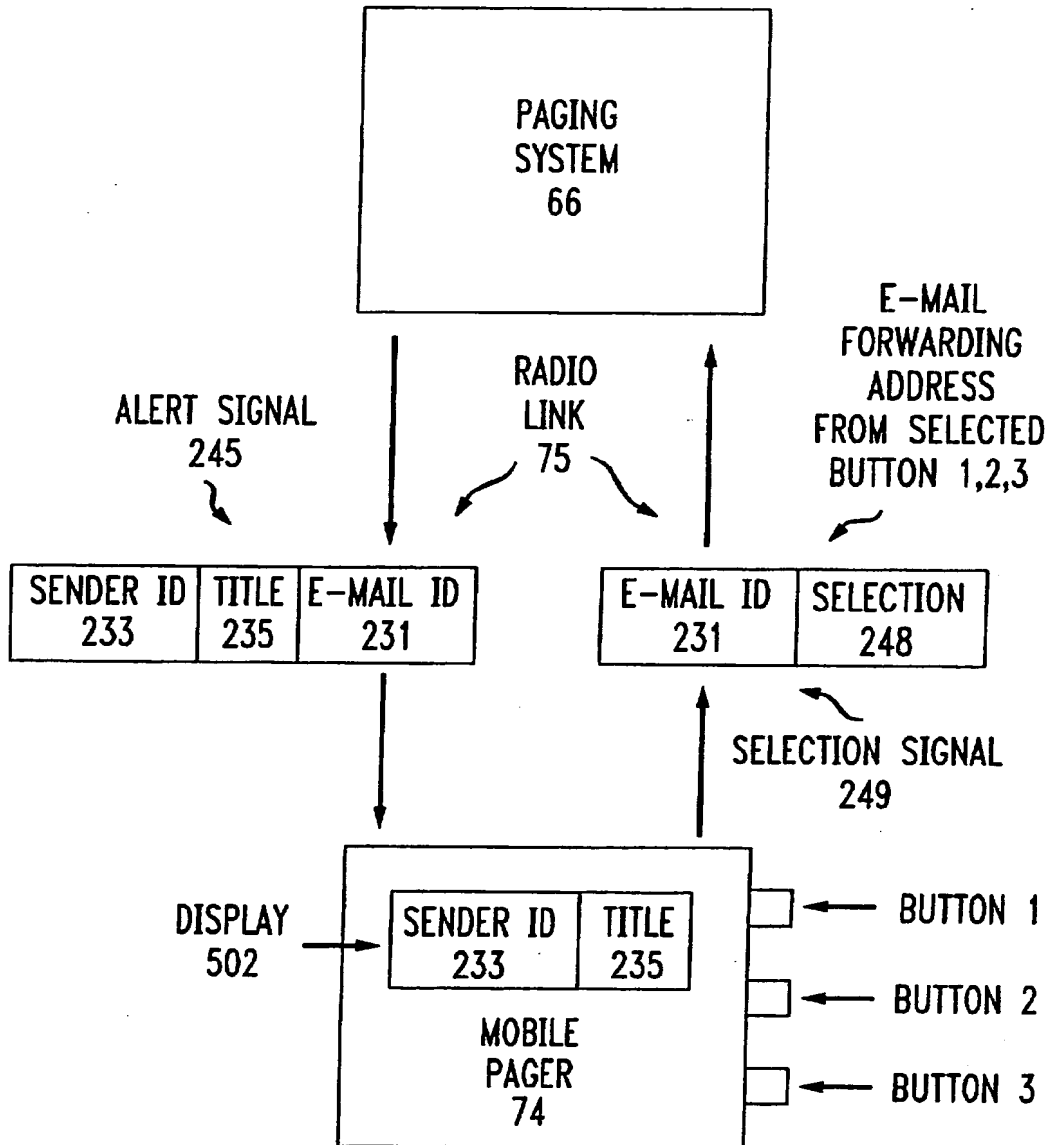 PAGING
SYSTEM
66
E-MAIL
FORWARDING
ADDRESS
FROM SELECTED
BUTTON 1,2,3
RADIO
LINK
75
ALERT SIGNAL
245
SENDER ID
233
TITLE
235
E-MAIL ID
231
E-MAIL ID
231
SELECTION
248
SELECTION SIGNAL
249
DISPLAY
502
SENDER ID
233
TITLE
235
MOBILE
PAGER
74
BUTTON 1
BUTTON 2
BUTTON 3